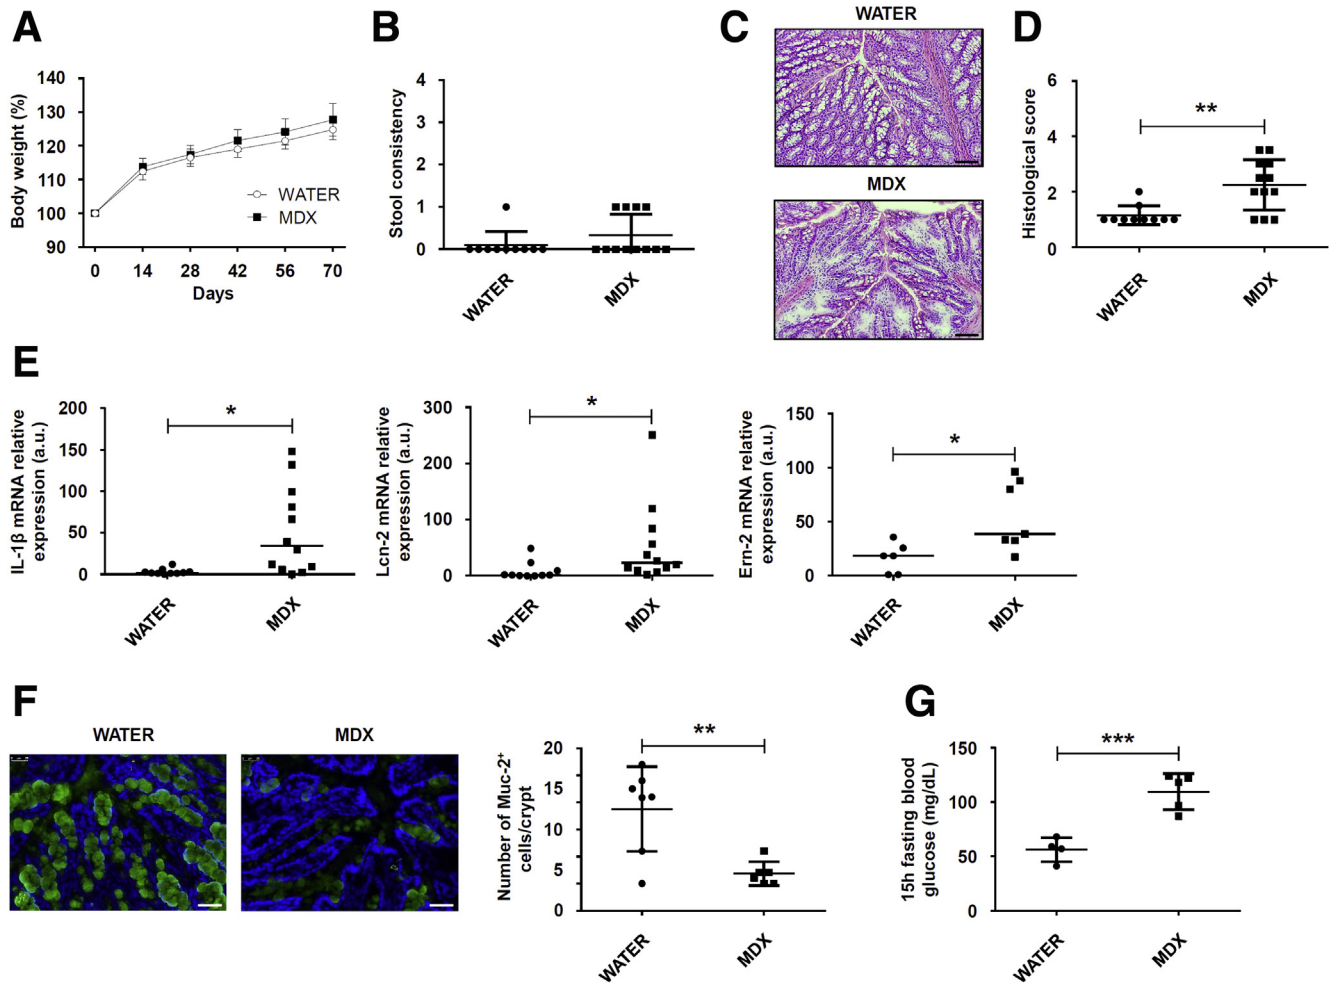 A
Body weight (%)
140
130
120
110
100
90
WATER
MDX
0 14 28 42 56 70
Days
B
Stool consistency
4
3
2
1
0
WATER
MDX
C
WATER
MDX
D
Histological score
6
4
2
0
**
WATER
MDX
E
IL-1β mRNA relative
expression (a.u.)
200
150
100
50
0
*
WATER
MDX
Lcn-2 mRNA relative
expression (a.u.)
300
200
100
0
*
WATER
MDX
Ern-2 mRNA relative
expression (a.u.)
150
100
50
0
*
WATER
MDX
F
WATER
MDX
Number of Muc-2+
cells/crypt
20
15
10
5
0
**
WATER
MDX
G
15h fasting blood
glucose (mg/dL)
150
100
50
0
***
WATER
MDX